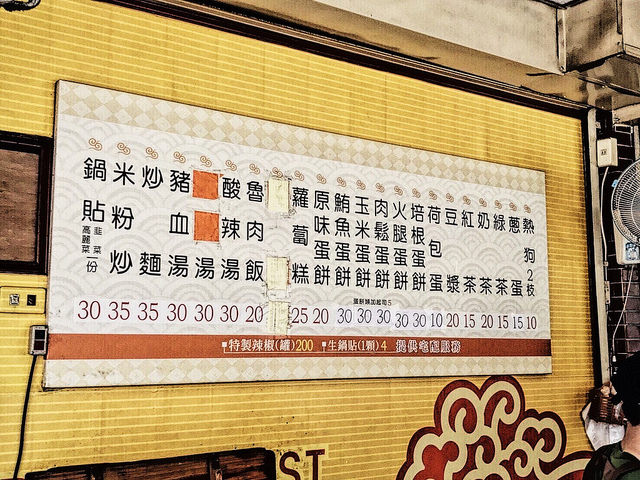 鍋貼高麗菜韭菜份 30
米粉炒 35
炒麵 35
豬血湯 30
湯 30
酸辣湯 30
魯肉飯 20
蘿蔔糕 25
原味蛋餅 20
鮪魚蛋餅 30
玉米蛋餅 30
肉鬆蛋餅 30
火腿蛋餅 30
培根蛋餅 30
荷包蛋 10
豆漿 20
紅茶 15
奶茶 20
綠茶 15
蔥蛋 15
熱狗2枝 10
蛋餅類加起司5
特製辣椒(罐)200 生鍋貼(1顆)4 提供宅配服務
ST